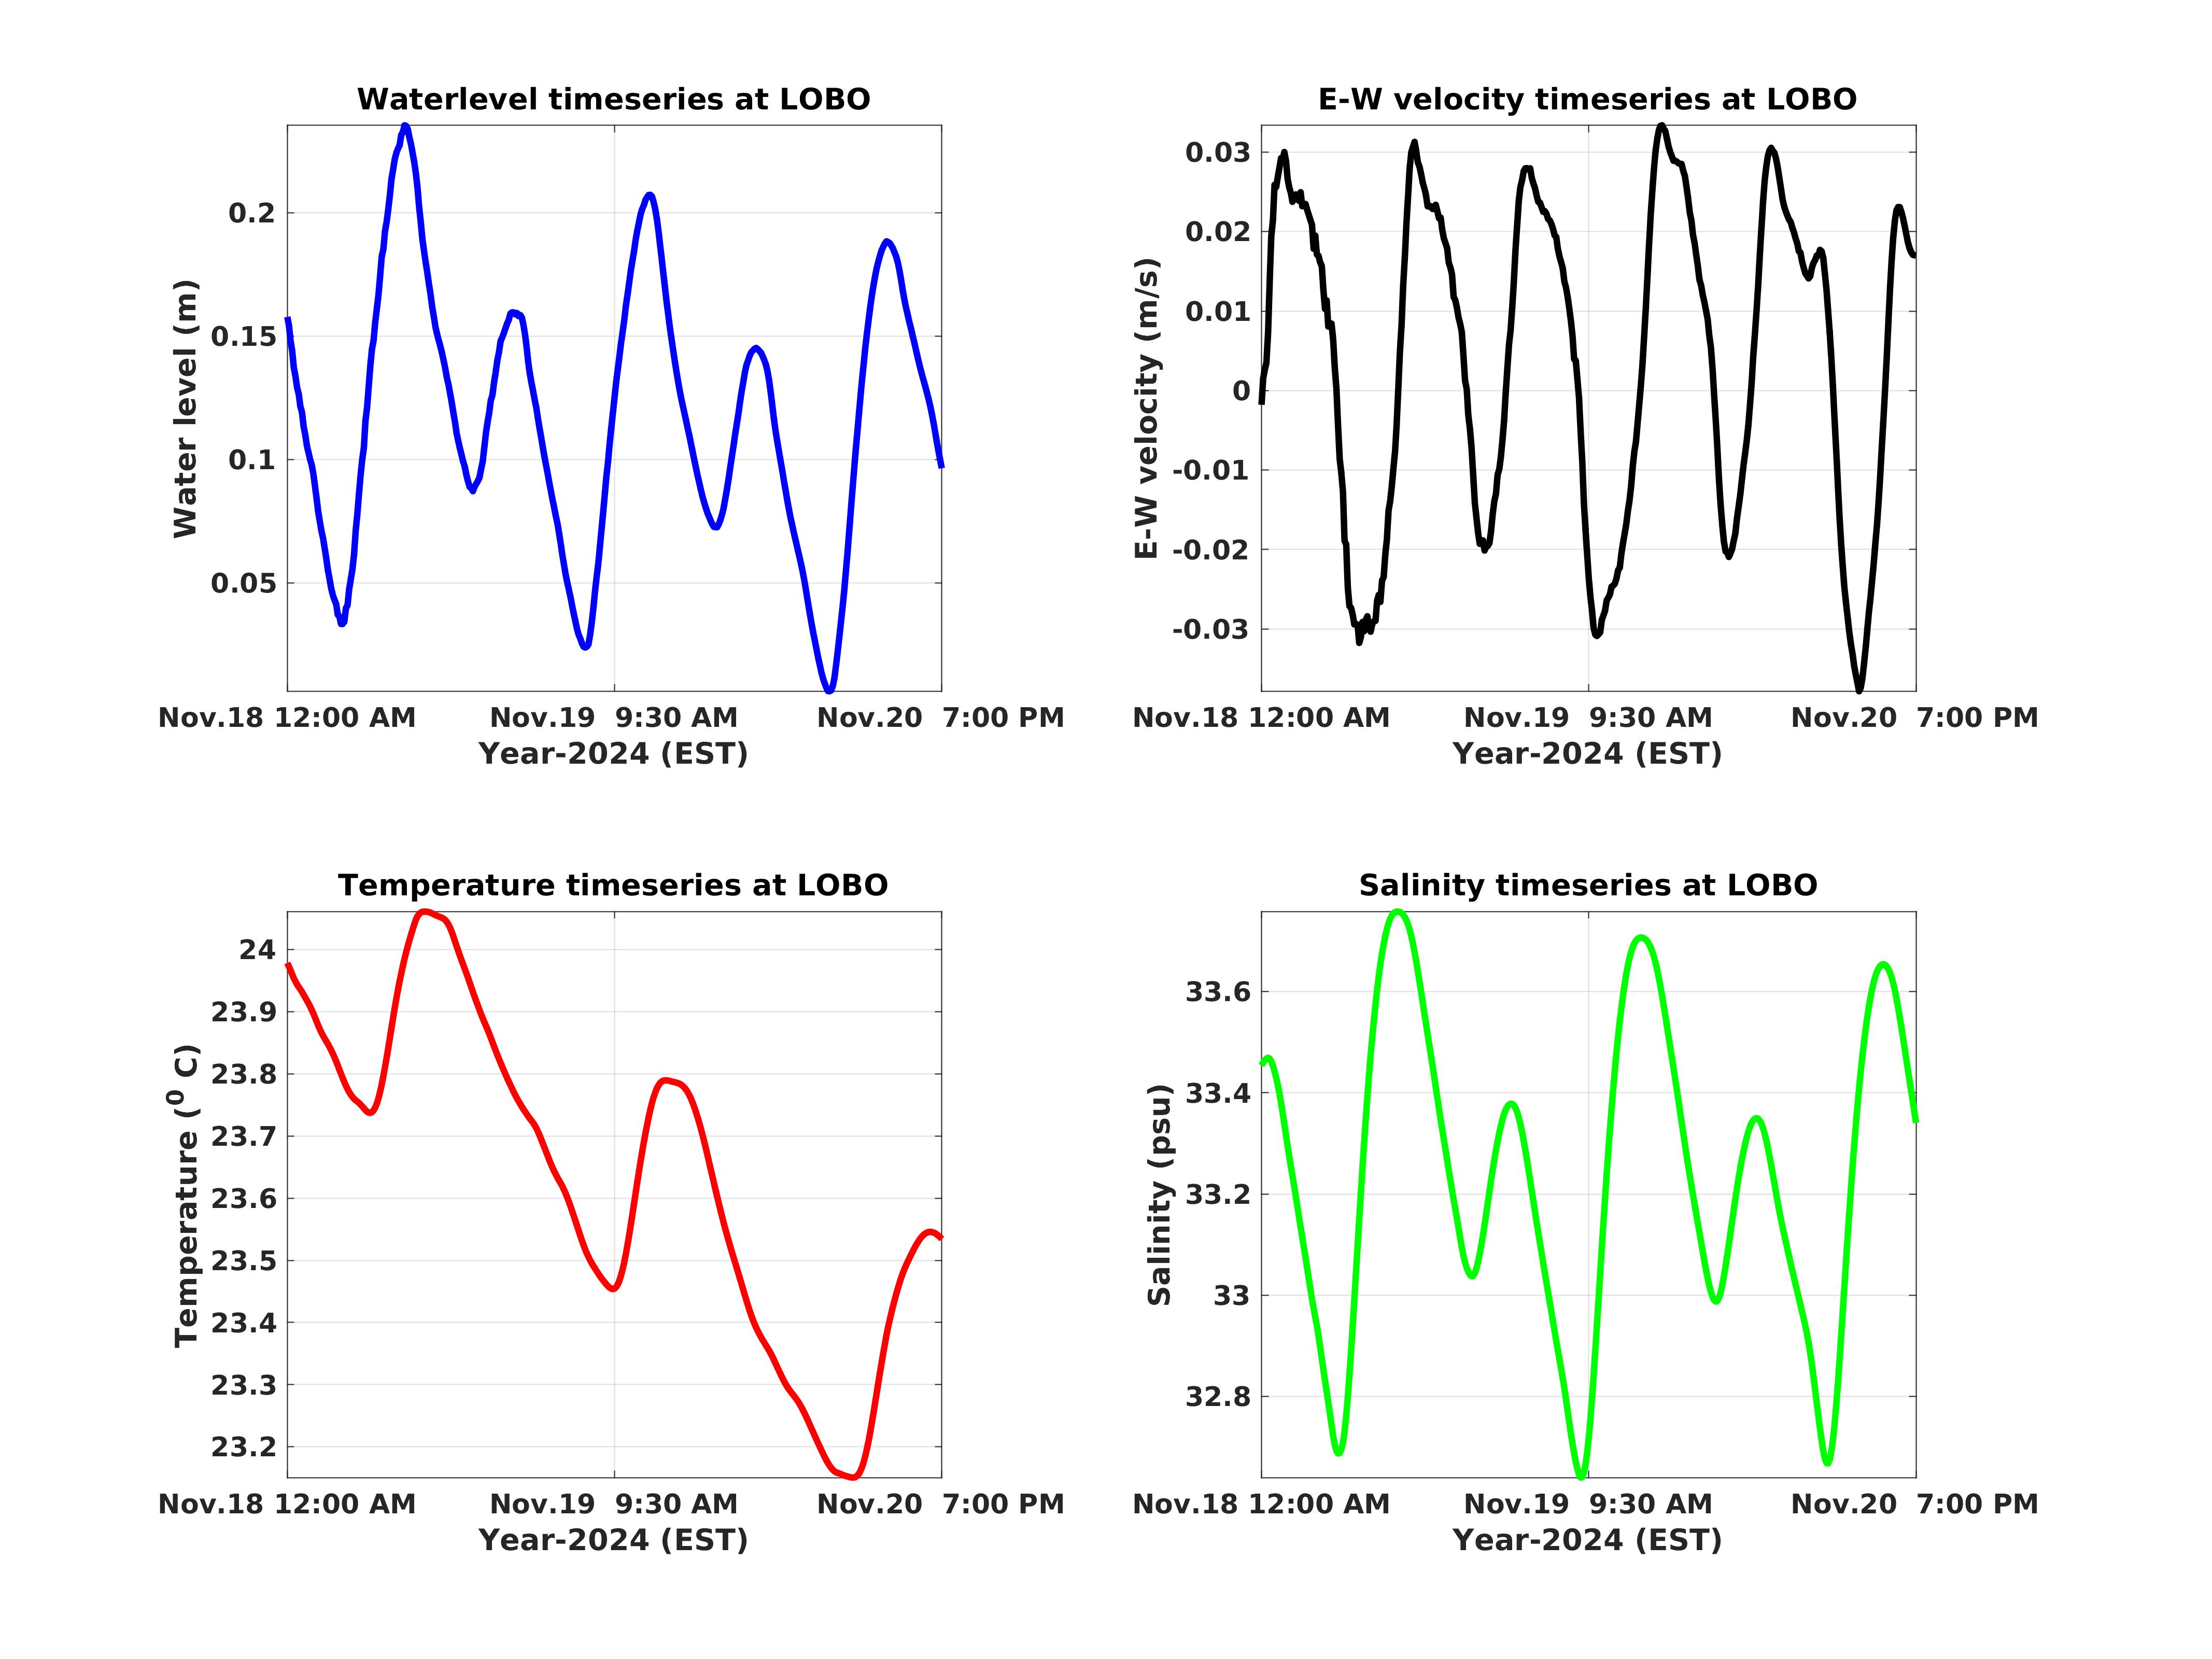 Waterlevel timeseries at LOBO
Water level (m)
0.2
0.15
0.1
0.05
Nov.18 12:00 AM
Nov.19 9:30 AM
Nov.20 7:00 PM
Year-2024 (EST)
E-W velocity timeseries at LOBO
E-W velocity (m/s)
0.03
0.02
0.01
0
-0.01
-0.02
-0.03
Nov.18 12:00 AM
Nov.19 9:30 AM
Nov.20 7:00 PM
Year-2024 (EST)
Temperature timeseries at LOBO
Temperature (⁰ C)
24
23.9
23.8
23.7
23.6
23.5
23.4
23.3
23.2
Nov.18 12:00 AM
Nov.19 9:30 AM
Nov.20 7:00 PM
Year-2024 (EST)
Salinity timeseries at LOBO
Salinity (psu)
33.6
33.4
33.2
33
32.8
Nov.18 12:00 AM
Nov.19 9:30 AM
Nov.20 7:00 PM
Year-2024 (EST)